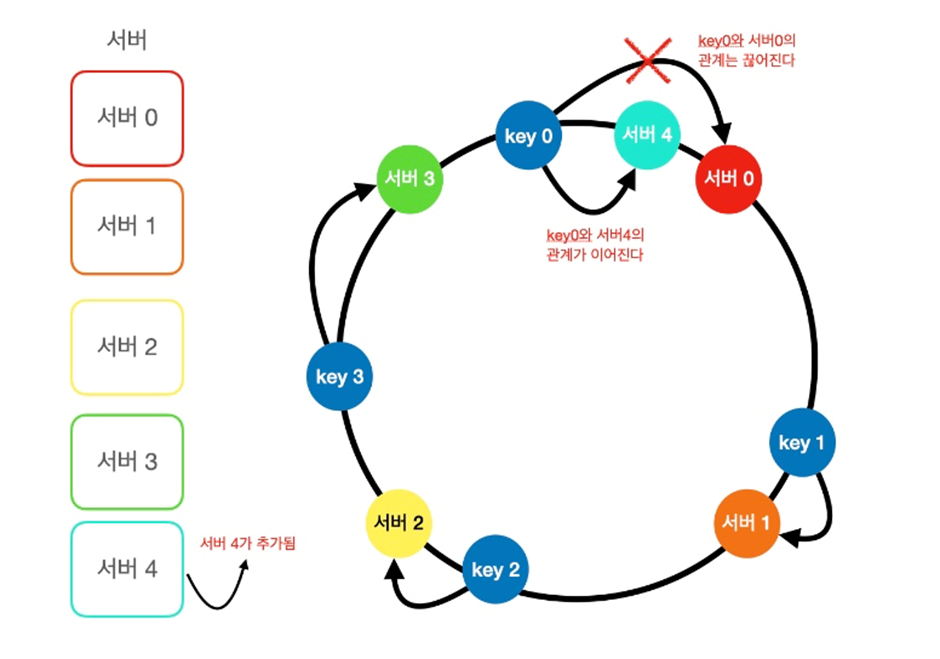 서버
서버 0
서버 1
서버 2
서버 3
서버 4
서버 4가 추가됨
key0와 서버0의
관계는 끊어진다
key 0
서버 4
서버 0
서버 3
key0와 서버4의
관계가 이어진다
key 3
key 1
서버 2
서버 1
key 2